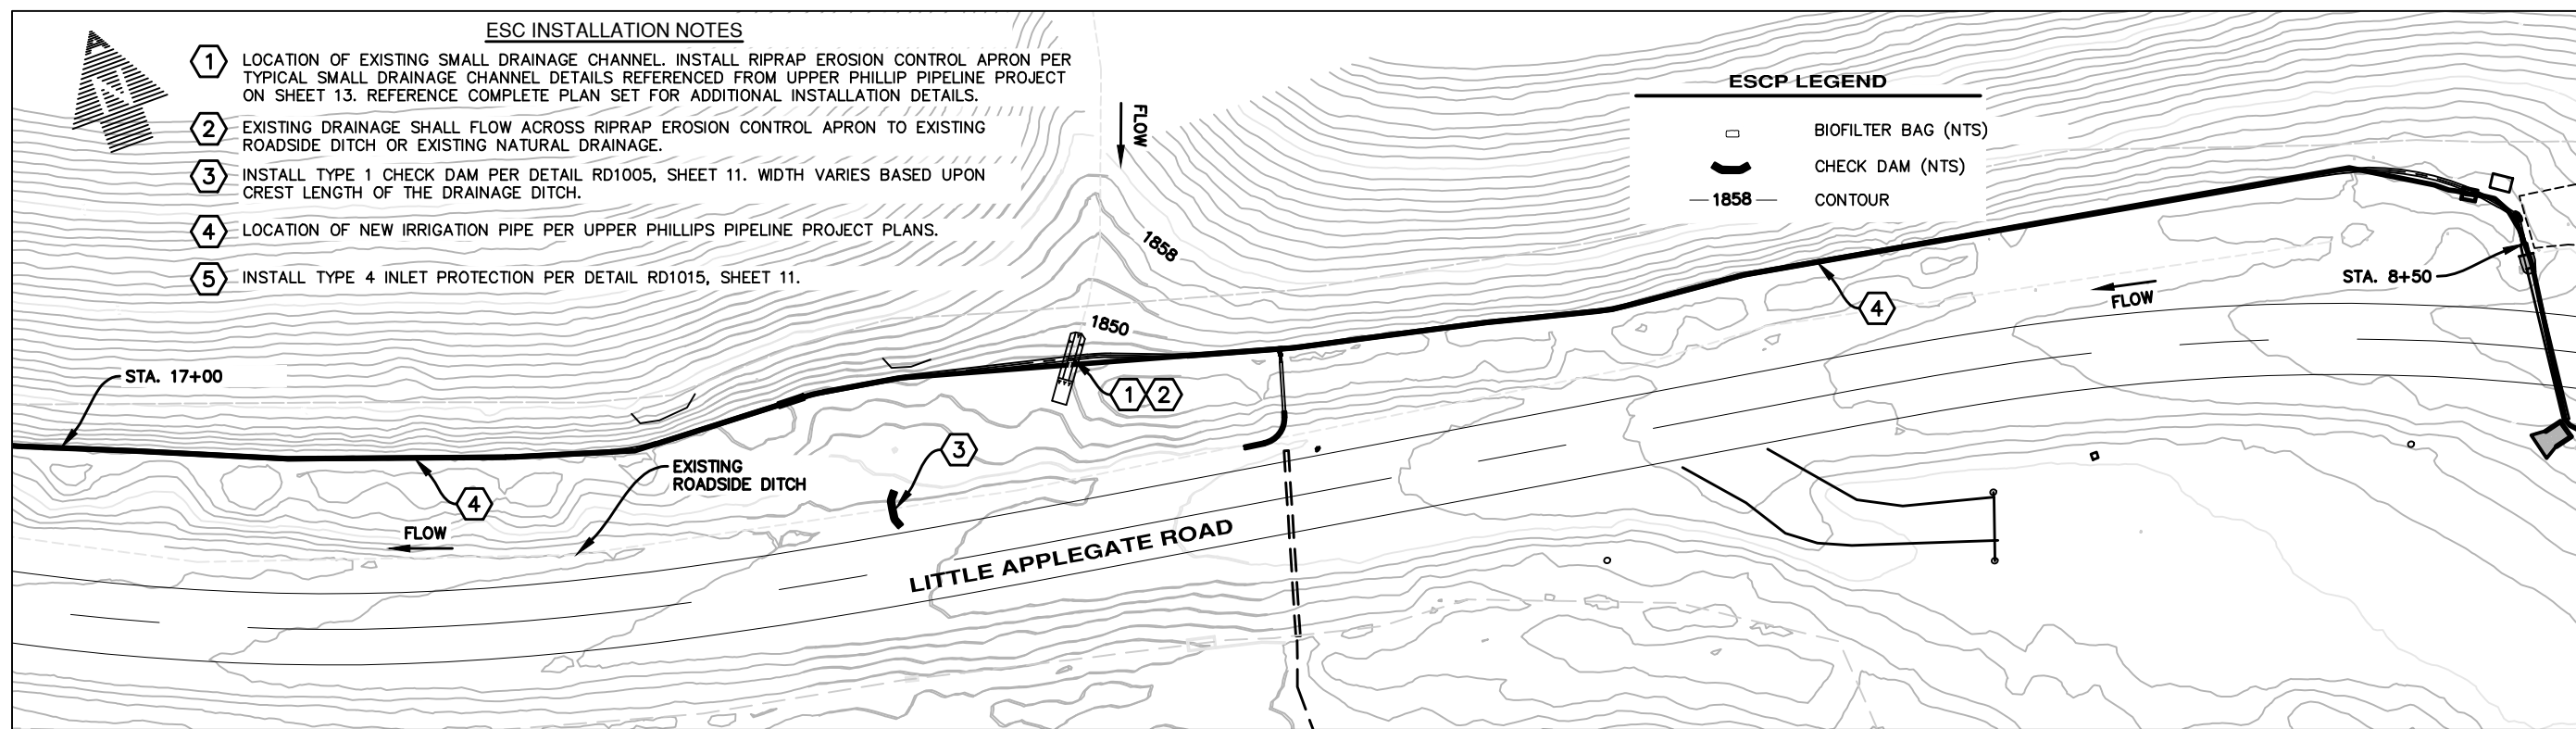 ESC INSTALLATION NOTES
1 LOCATION OF EXISTING SMALL DRAINAGE CHANNEL. INSTALL RIPRAP EROSION CONTROL APRON PER
TYPICAL SMALL DRAINAGE CHANNEL DETAILS REFERENCED FROM UPPER PHILLIP PIPELINE PROJECT
ON SHEET 13. REFERENCE COMPLETE PLAN SET FOR ADDITIONAL INSTALLATION DETAILS.
2 EXISTING DRAINAGE SHALL FLOW ACROSS RIPRAP EROSION CONTROL APRON TO EXISTING
ROADSIDE DITCH OR EXISTING NATURAL DRAINAGE.
3 INSTALL TYPE 1 CHECK DAM PER DETAIL RD1005, SHEET 11. WIDTH VARIES BASED UPON
CREST LENGTH OF THE DRAINAGE DITCH.
4 LOCATION OF NEW IRRIGATION PIPE PER UPPER PHILLIPS PIPELINE PROJECT PLANS.
5 INSTALL TYPE 4 INLET PROTECTION PER DETAIL RD1015, SHEET 11.
N
FLOW
1858
1850
ESCP LEGEND
BIOFILTER BAG (NTS)
CHECK DAM (NTS)
1858 CONTOUR
STA. 8+50
FLOW
4
STA. 17+00
1 2
3
EXISTING
ROADSIDE DITCH
4
FLOW
LITTLE APPLEGATE ROAD